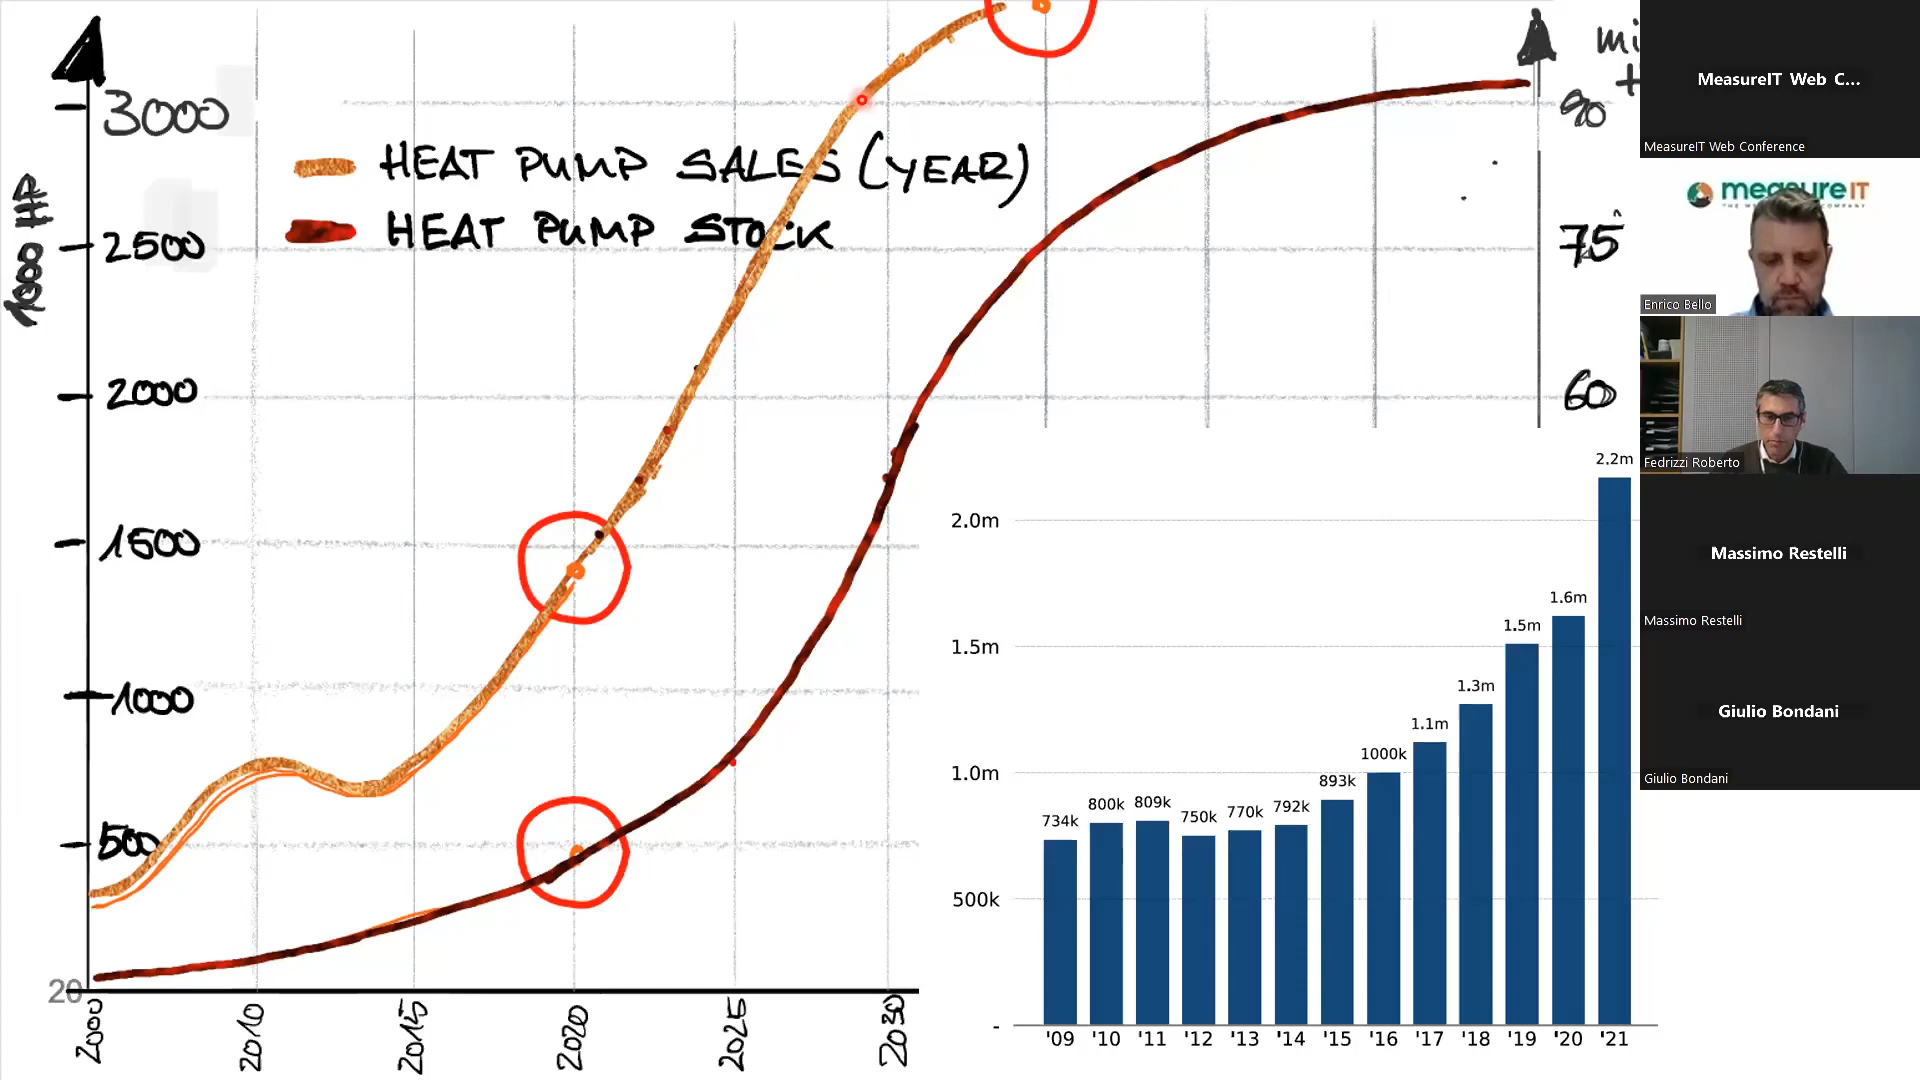 3000
2500
2000
1500
1000
500
1000 HP
HEAT PUMP SALES (YEAR)
HEAT PUMP STOCK
90
75
60
20
2000
2010
2015
2020
2025
2030
2.0m
1.5m
1.0m
500k
-
734k
800k
809k
750k
770k
792k
893k
1000k
1.1m
1.3m
1.5m
1.6m
2.2m
'09 '10 '11 '12 '13 '14 '15 '16 '17 '18 '19 '20 '21
MeasureIT Web C...
MeasureIT Web Conference
measureIT
Enrico Bello
Fedrizzi Roberto
Massimo Restelli
Massimo Restelli
Giulio Bondani
Giulio Bondani